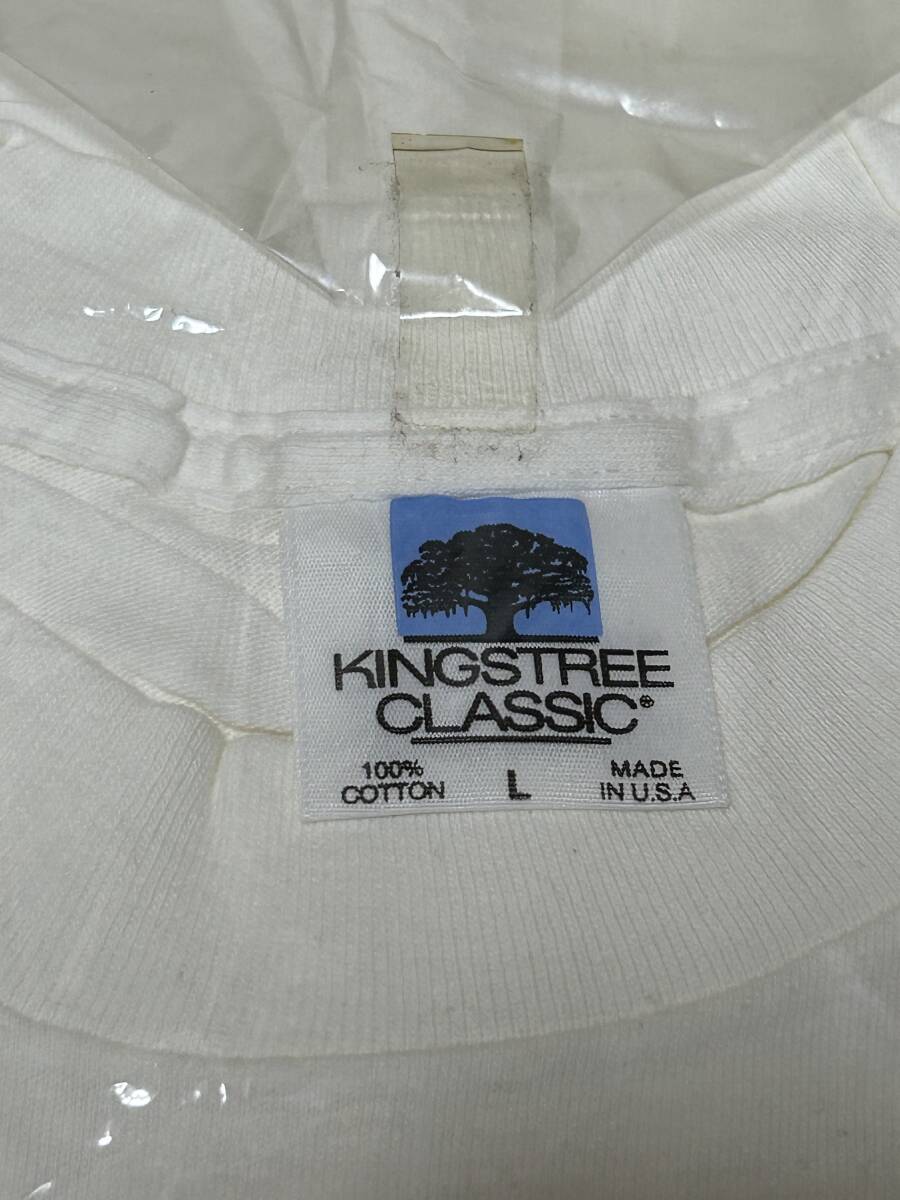 KINGSTREE
CLASSIC®
100%
COTTON
L
MADE
IN U.S.A